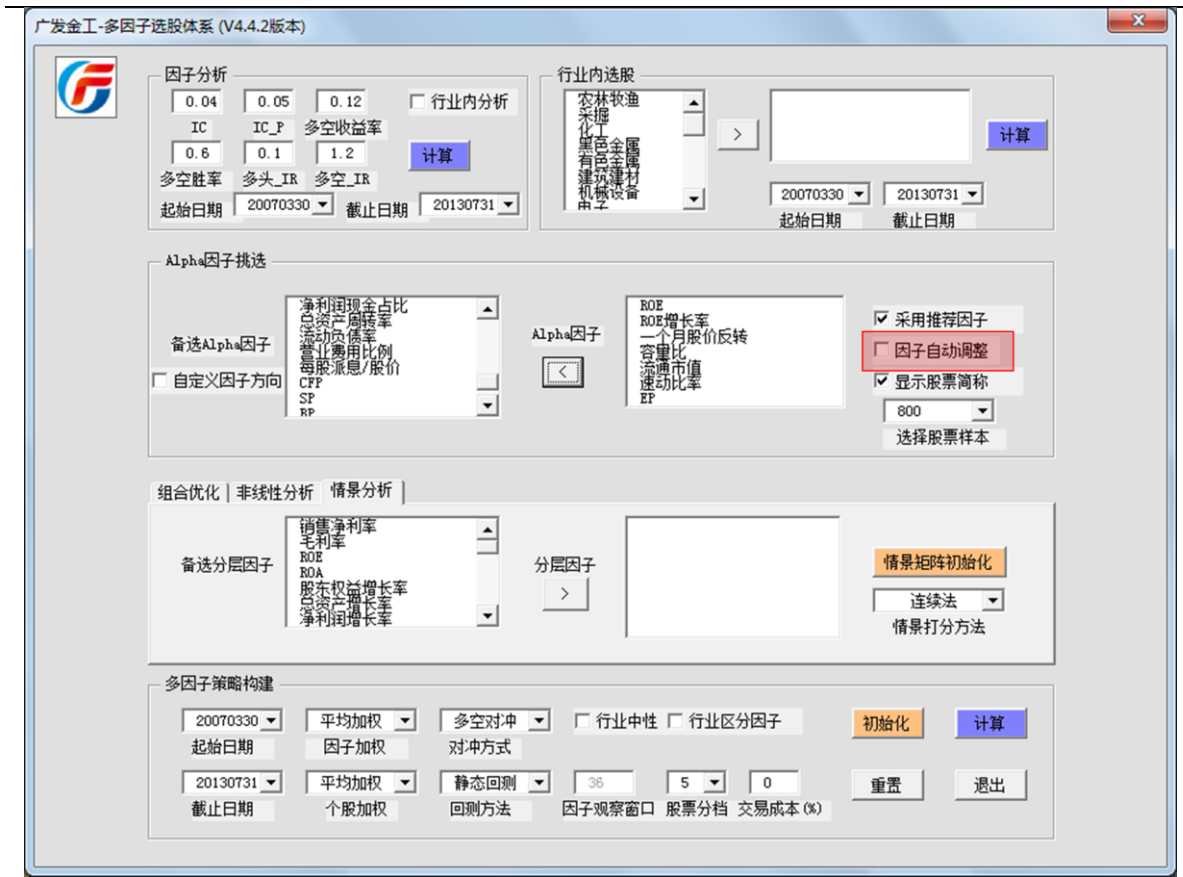 广发金工-多因子选股体系 (V4.4.2版本)
因子分析
0.04 0.05 0.12 行业内分析
IC IC_P 多空收益率
0.6 0.1 1.2 计算
多空胜率 多头_IR 多空_IR
起始日期 20070330 截止日期 20130731
行业内选股
农林牧渔
采掘
化工
黑色金属
有色金属
建筑建材
机械设备
电子
>
计算
20070330 20130731
起始日期 截止日期
Alpha因子挑选
备选Alpha因子
自定义因子方向
净利润现金占比
总资产周转率
流动负债率
营业费用比例
每股派息/股价
CFP
SP
BP
Alpha因子
<
ROE
ROE增长率
一个月股价反转
容量比
流通市值
速动比率
EP
采用推荐因子
因子自动调整
显示股票简称
800
选择股票样本
组合优化 非线性分析 情景分析
备选分层因子
销售净利率
毛利率
ROE
ROA
股东权益增长率
总资产增长率
净利润增长率
分层因子
>
情景矩阵初始化
连续法
情景打分方法
多因子策略构建
20070330 平均加权 多空对冲 行业中性 行业区分因子 初始化 计算
起始日期 因子加权 对冲方式
20130731 平均加权 静态回测 36 5 0 重置 退出
截止日期 个股加权 回测方法 因子观察窗口 股票分档 交易成本(%)